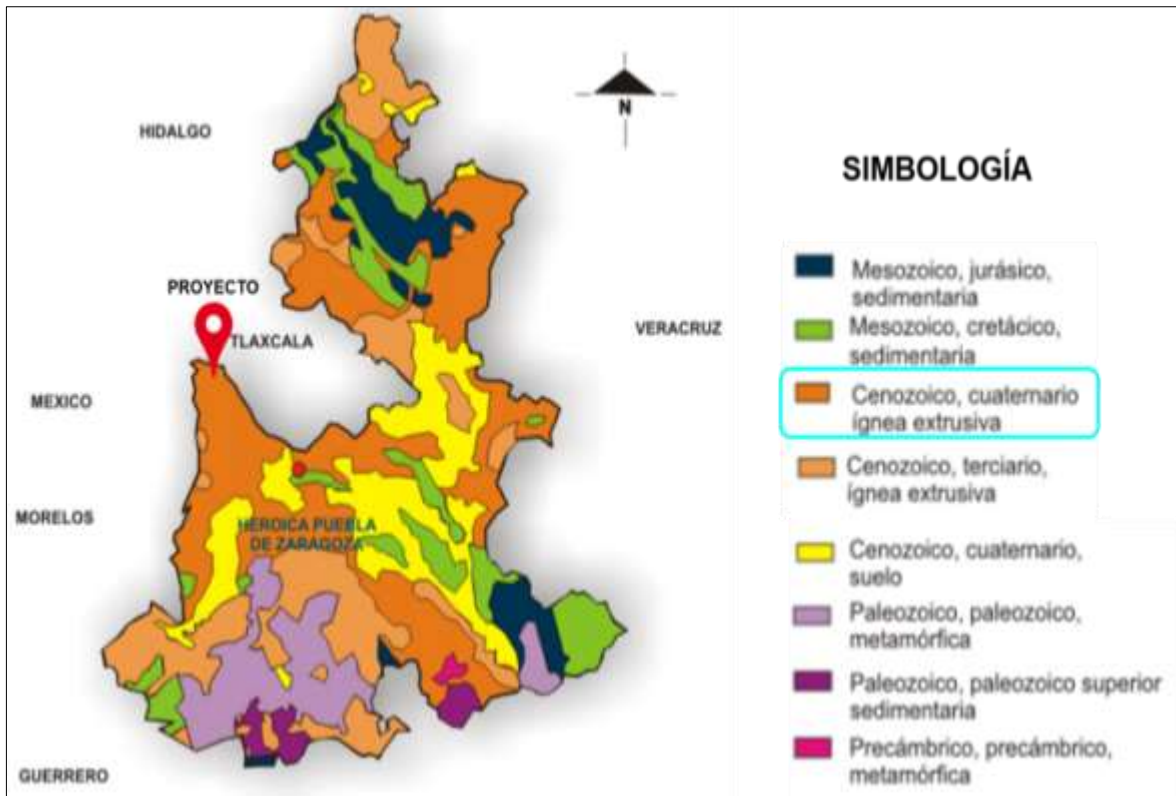 HIDALGO
N
PROYECTO
TLAXCALA
VERACRUZ
MEXICO
MORELOS
HEROICA PUEBLA
DE ZARAGOZA
GUERRERO
SIMBOLOGÍA
Mesozoico, jurásico,
sedimentaria
Mesozoico, cretácico,
sedimentaria
Cenozoico, cuaternario
ígnea extrusiva
Cenozoico, terciario,
ígnea extrusiva
Cenozoico, cuaternario,
suelo
Paleozoico, paleozoico,
metamórfica
Paleozoico, paleozoico superior
sedimentaria
Precámbrico, precámbrico,
metamórfica